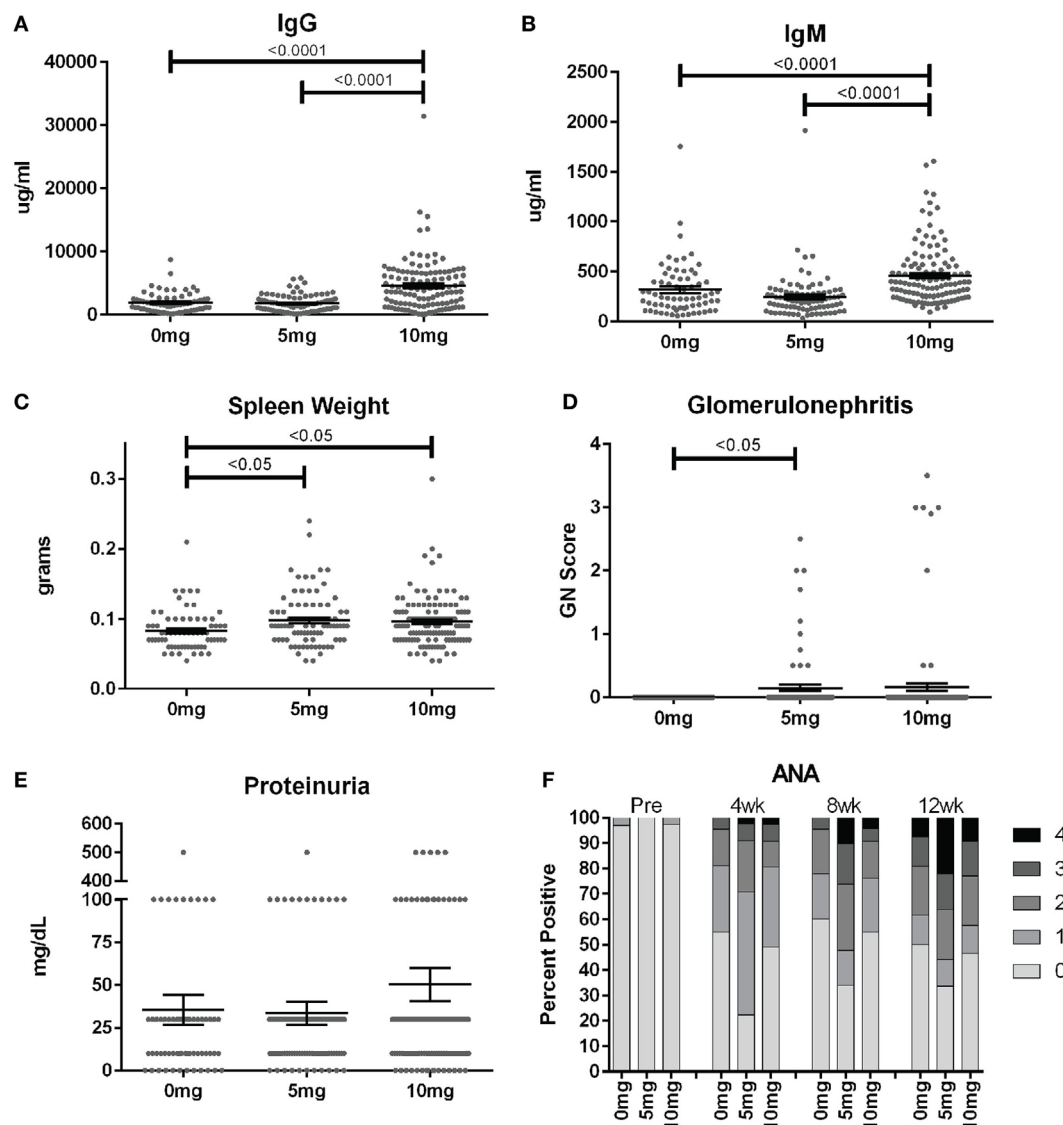 A
IgG
<0.0001
<0.0001
40000
30000
20000
10000
0
ug/ml
0mg 5mg 10mg
B
IgM
<0.0001
<0.0001
2500
2000
1500
1000
500
0
ug/ml
0mg 5mg 10mg
C
Spleen Weight
<0.05
<0.05
0.3
0.2
0.1
0.0
grams
0mg 5mg 10mg
D
Glomerulonephritis
<0.05
4
3
2
1
0
GN Score
0mg 5mg 10mg
E
Proteinuria
600
500
400
100
75
50
25
0
mg/dL
0mg 5mg 10mg
F
ANA
Pre 4wk 8wk 12wk
100
90
80
70
60
50
40
30
20
10
0
Percent Positive
0mg 5mg 10mg 0mg 5mg 10mg 0mg 5mg 10mg 0mg 5mg 10mg
4
3
2
1
0